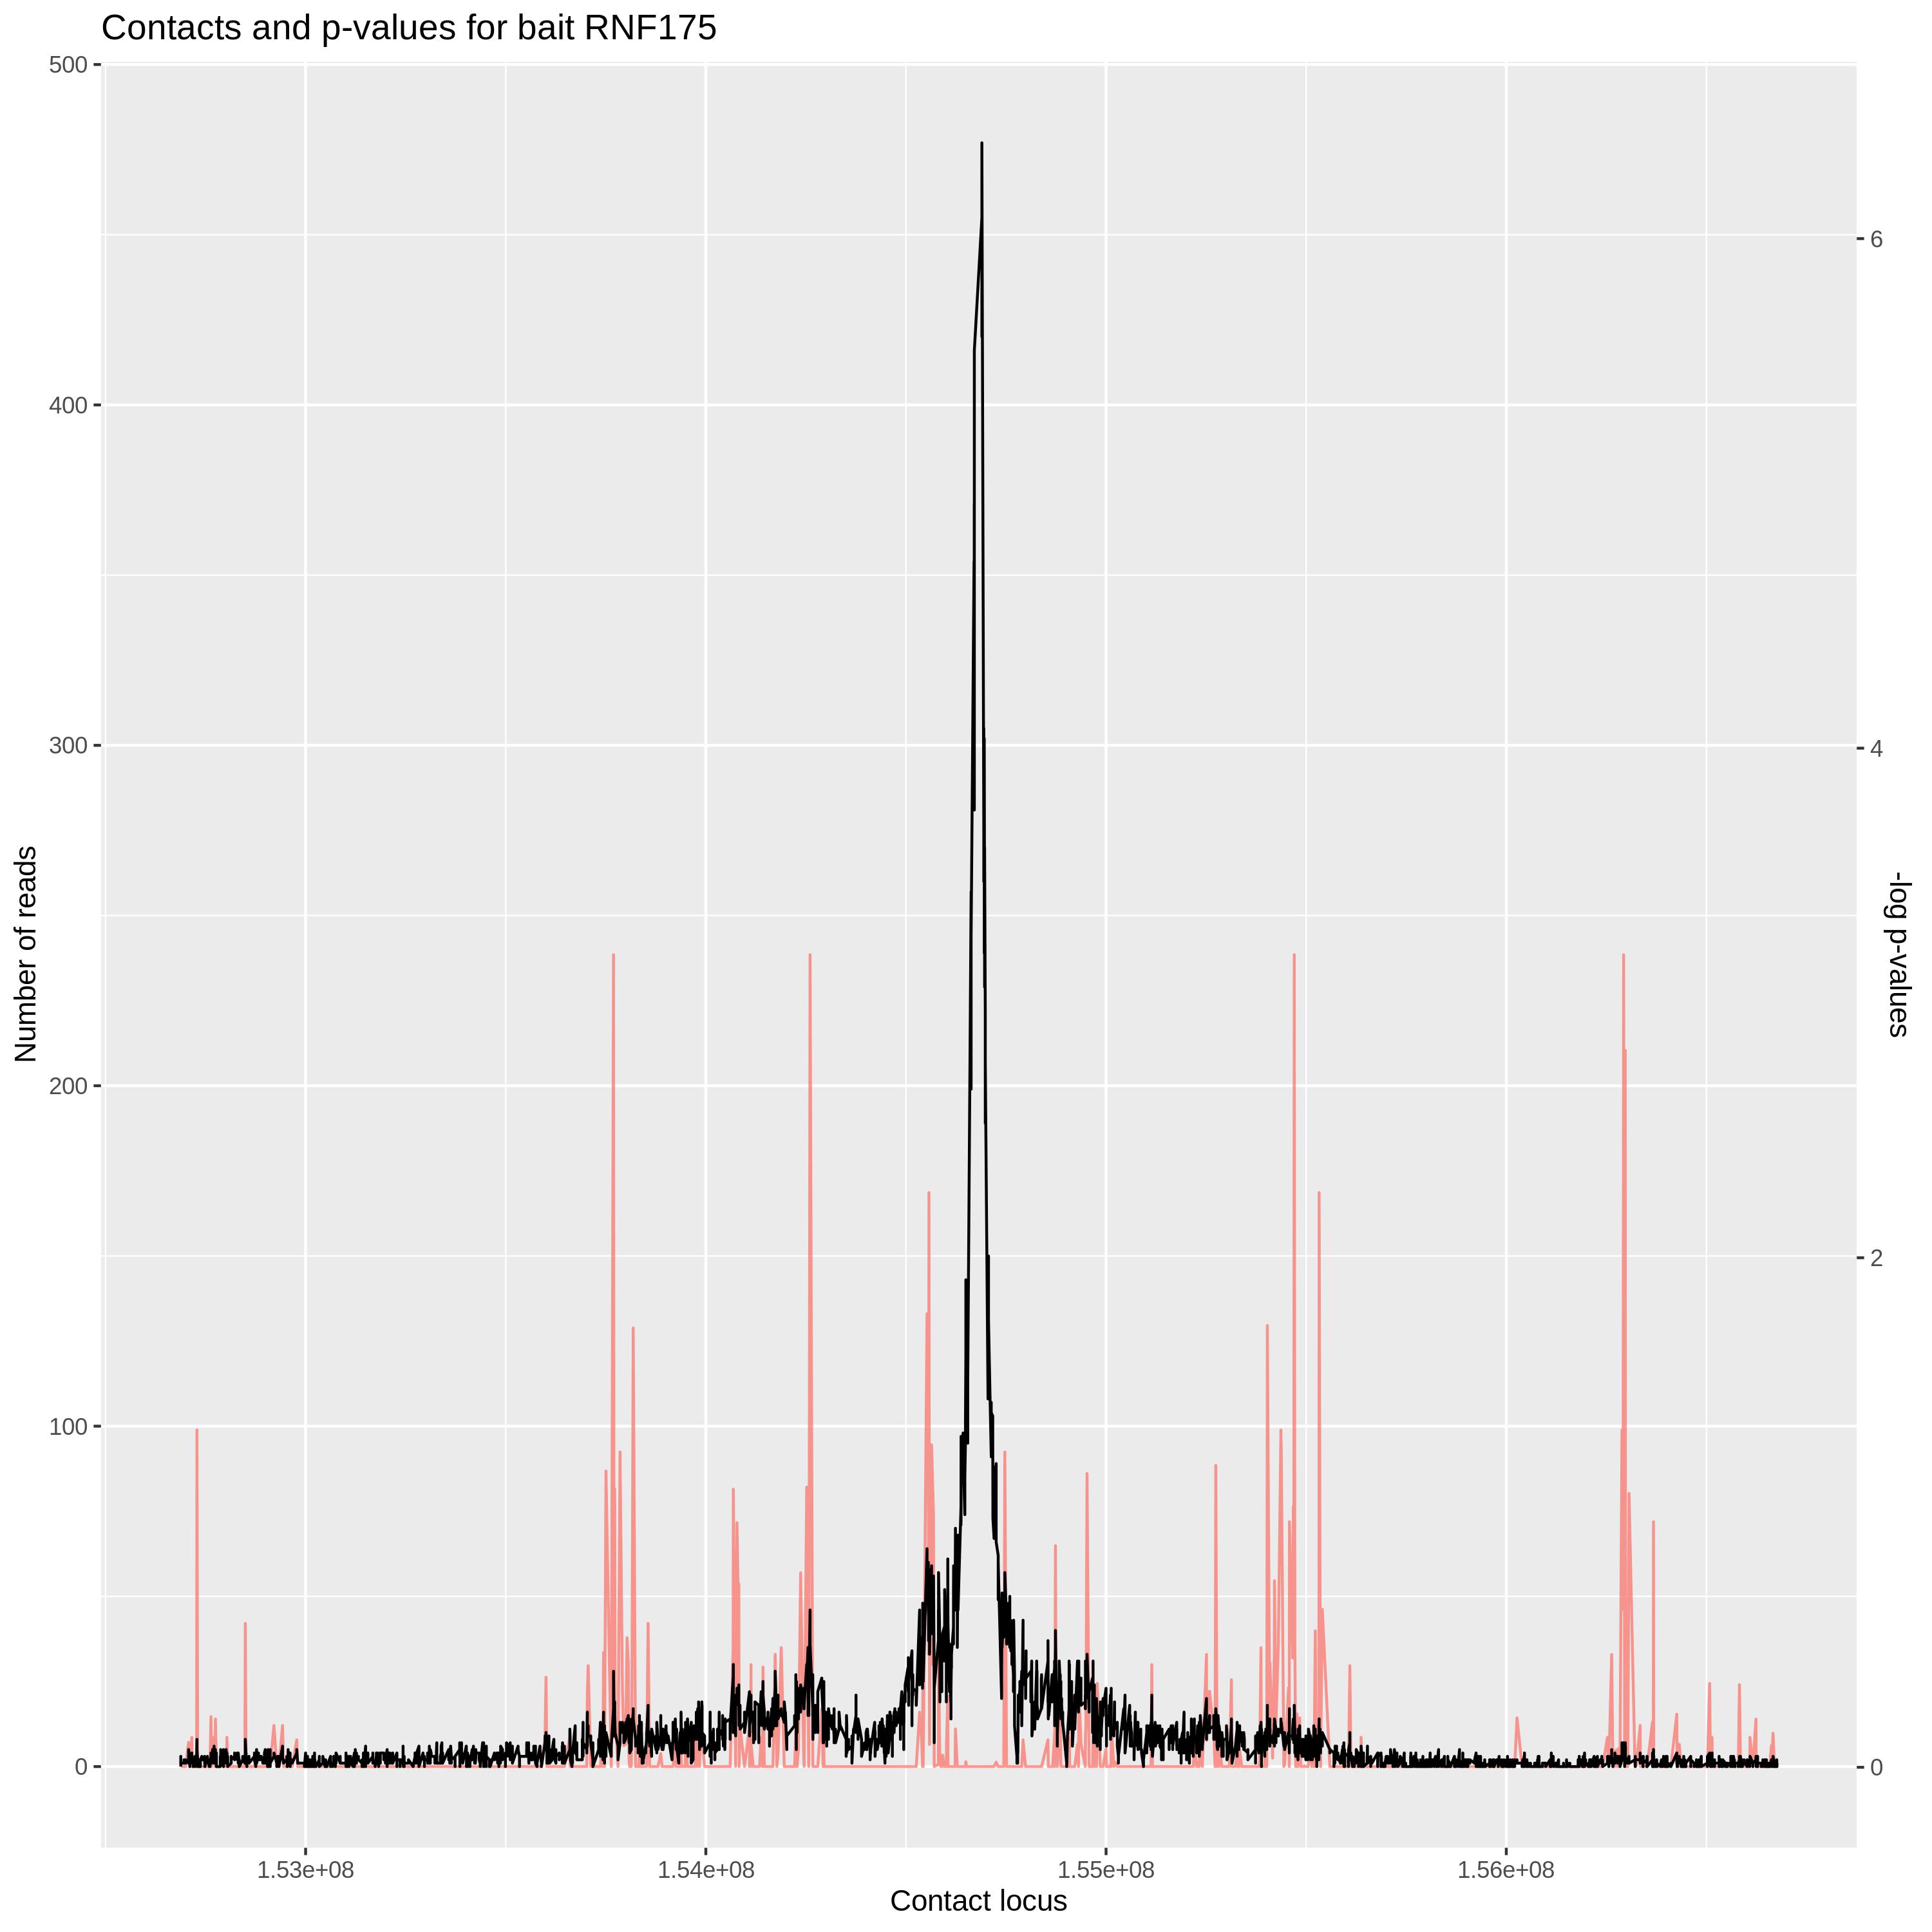 Contacts and p-values for bait RNF175
500
400
300
200
100
0
Number of reads
6
4
2
0
-log p-values
1.53e+08
1.54e+08
1.55e+08
1.56e+08
Contact locus